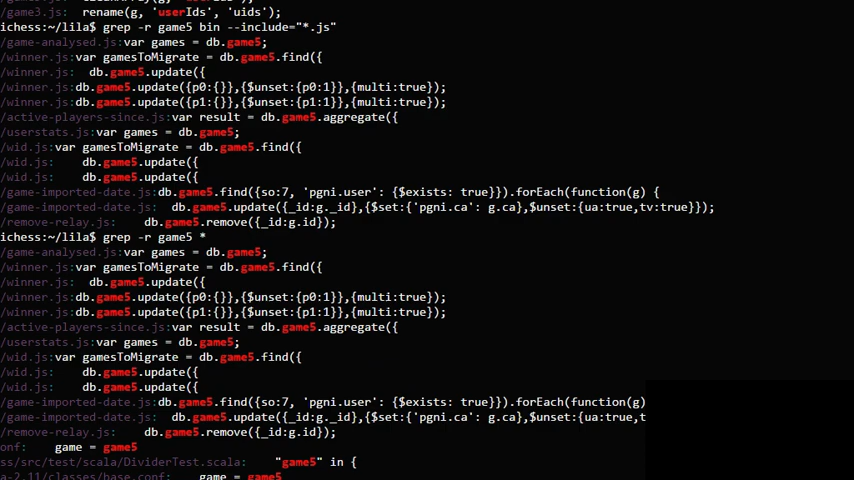 /game3.js:  rename(g, 'userIds', 'uids');
ichess:~/lila$ grep -r game5 bin --include="*.js"
/game-analysed.js:var games = db.game5;
/winner.js:var gamesToMigrate = db.game5.find({
/winner.js:  db.game5.update({
/winner.js:db.game5.update({p0:{}},{$unset:{p0:1}},{multi:true});
/winner.js:db.game5.update({p1:{}},{$unset:{p1:1}},{multi:true});
/active-players-since.js:var result = db.game5.aggregate({
/userstats.js:var games = db.game5;
/wid.js:var gamesToMigrate = db.game5.find({
/wid.js:    db.game5.update({
/wid.js:    db.game5.update({
/game-imported-date.js:db.game5.find({so:7, 'pgni.user': {$exists: true}}).forEach(function(g) {
/game-imported-date.js:  db.game5.update({_id:g._id},{$set:{'pgni.ca': g.ca},$unset:{ua:true,tv:true}});
/remove-relay.js:    db.game5.remove({_id:g.id});
ichess:~/lila$ grep -r game5 *
/game-analysed.js:var games = db.game5;
/winner.js:var gamesToMigrate = db.game5.find({
/winner.js:  db.game5.update({
/winner.js:db.game5.update({p0:{}},{$unset:{p0:1}},{multi:true});
/winner.js:db.game5.update({p1:{}},{$unset:{p1:1}},{multi:true});
/active-players-since.js:var result = db.game5.aggregate({
/userstats.js:var games = db.game5;
/wid.js:var gamesToMigrate = db.game5.find({
/wid.js:    db.game5.update({
/wid.js:    db.game5.update({
/game-imported-date.js:db.game5.find({so:7, 'pgni.user': {$exists: true}}).forEach(function(g)
/game-imported-date.js:  db.game5.update({_id:g._id},{$set:{'pgni.ca': g.ca},$unset:{ua:true,t
/remove-relay.js:    db.game5.remove({_id:g.id});
onf:    game = game5
ss/src/test/scala/DividerTest.scala:    "game5" in {
a-2.11/classes/base.conf:    game = game5